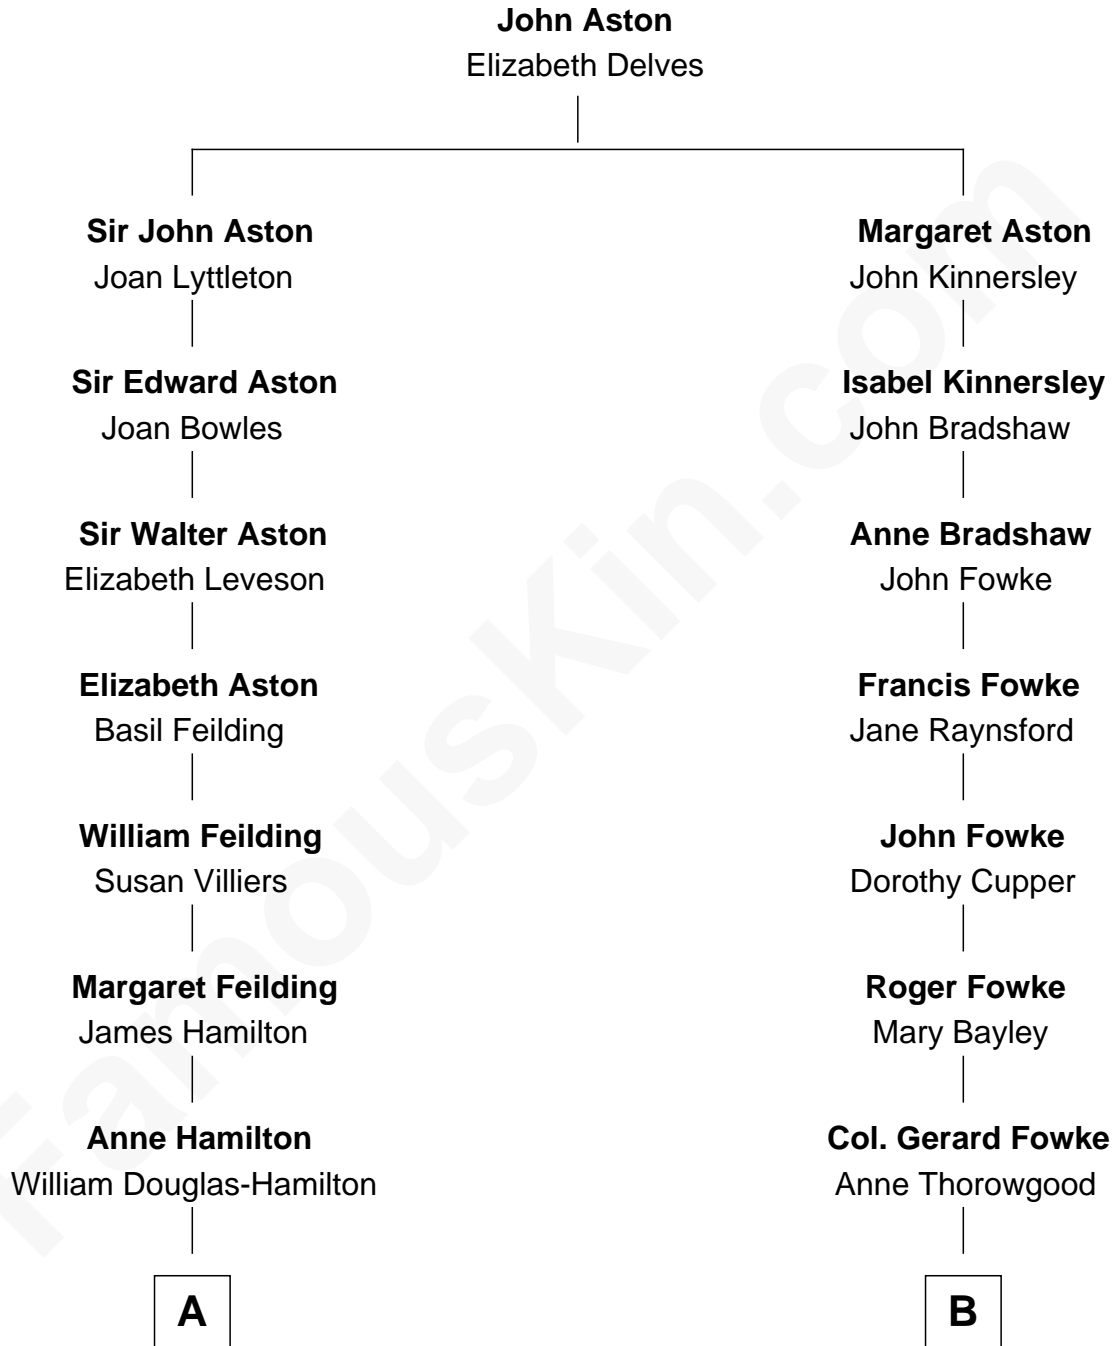 John Aston
Elizabeth Delves
Sir John Aston
Joan Lyttleton
Margaret Aston
John Kinnersley
Sir Edward Aston
Joan Bowles
Isabel Kinnersley
John Bradshaw
Sir Walter Aston
Elizabeth Leveson
Anne Bradshaw
John Fowke
Elizabeth Aston
Basil Feilding
Francis Fowke
Jane Raynsford
William Feilding
Susan Villiers
John Fowke
Dorothy Cupper
Margaret Feilding
James Hamilton
Roger Fowke
Mary Bayley
Anne Hamilton
William Douglas-Hamilton
Col. Gerard Fowke
Anne Thorowgood
A
B
FamousKin.com